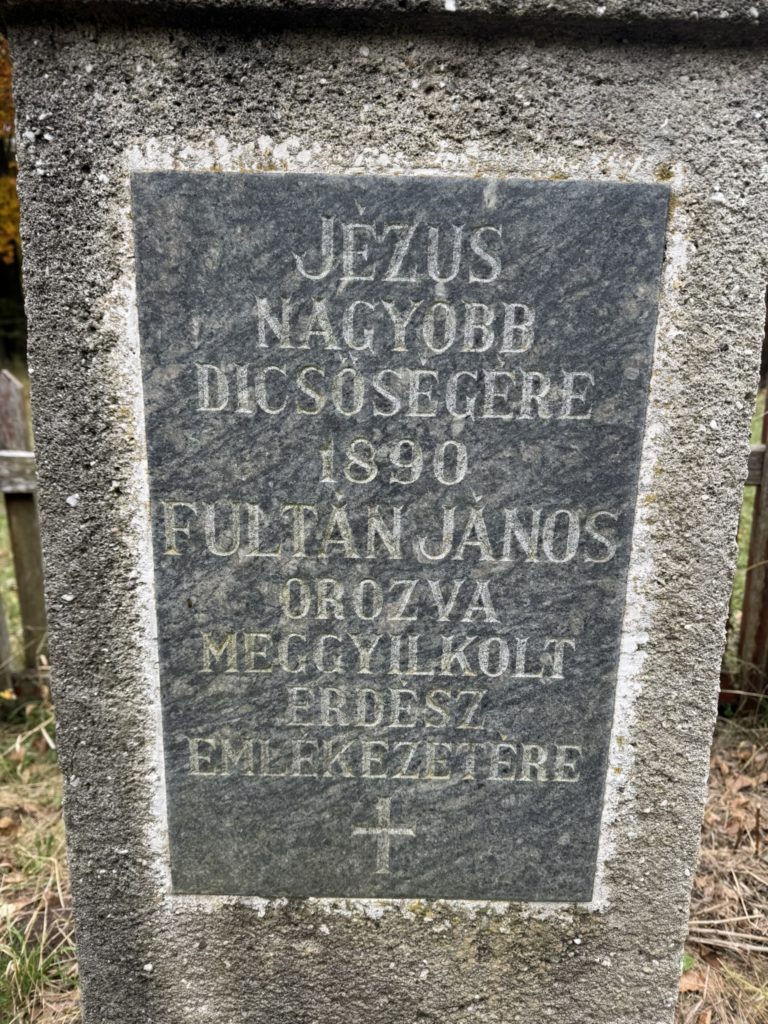 JÉZUS
NAGYOBB
DICSŐSÉGÉRE
1890
FULTÁN JÁNOS
OROZVA
MEGGYILKOLT
ERDÉSZ
EMLÉKEZETÉRE